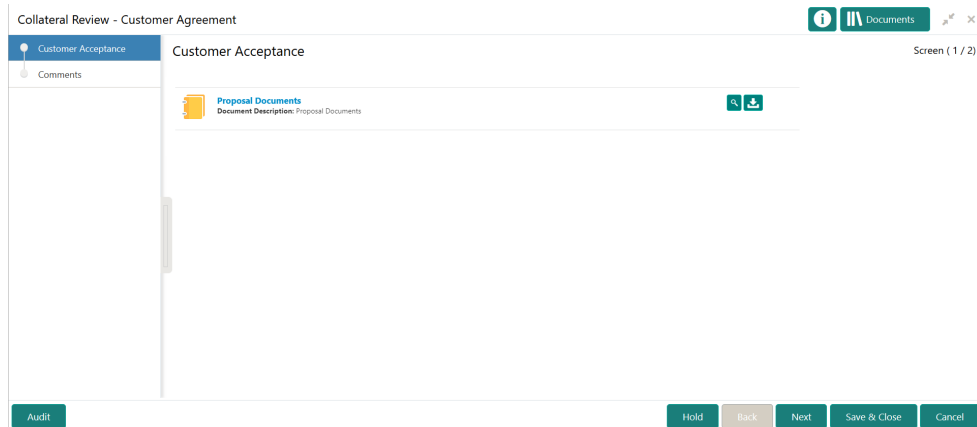 Collateral Review - Customer Agreement
Documents
Customer Acceptance
Comments
Customer Acceptance
Screen ( 1 / 2)
Proposal Documents
Document Description: Proposal Documents
Audit
Hold
Back
Next
Save & Close
Cancel